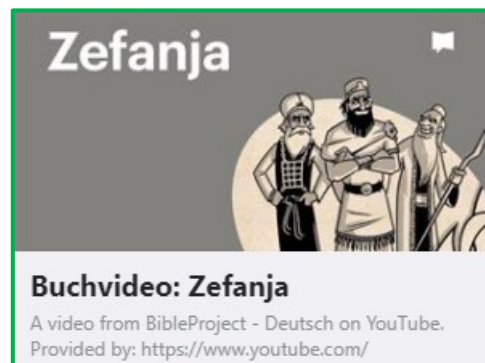 Zefanja
Buchvideo: Zefanja
A video from BibleProject - Deutsch on YouTube.
Provided by: https://www.youtube.com/